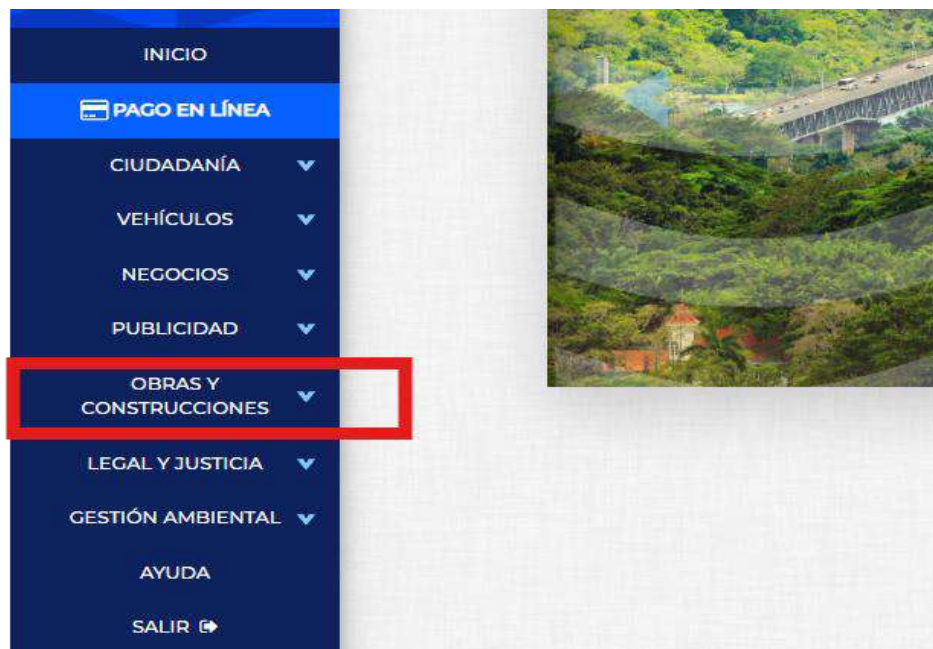 INICIO
PAGO EN LÍNEA
CIUDADANÍA
VEHÍCULOS
NEGOCIOS
PUBLICIDAD
OBRAS Y
CONSTRUCCIONES
LEGAL Y JUSTICIA
GESTIÓN AMBIENTAL
AYUDA
SALIR